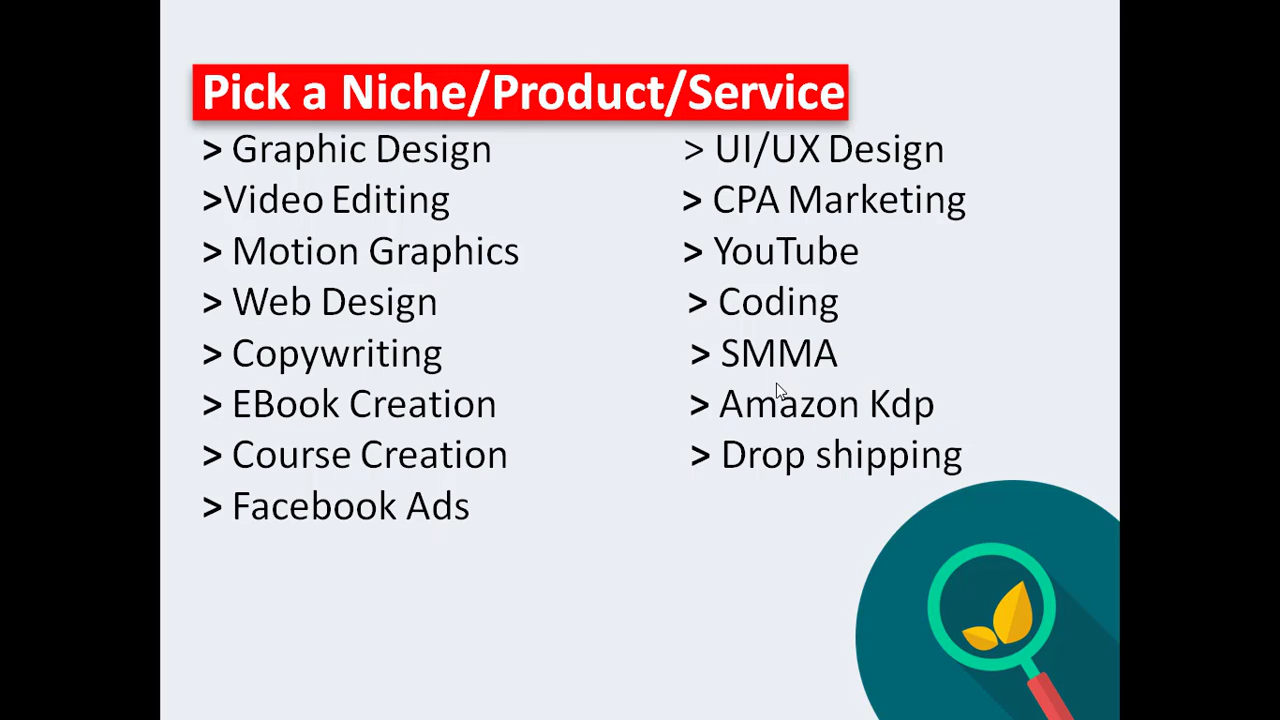 Pick a Niche/Product/Service
> Graphic Design
>Video Editing
> Motion Graphics
> Web Design
> Copywriting
> EBook Creation
> Course Creation
> Facebook Ads
> UI/UX Design
> CPA Marketing
> YouTube
> Coding
> SMMA
> Amazon Kdp
> Drop shipping